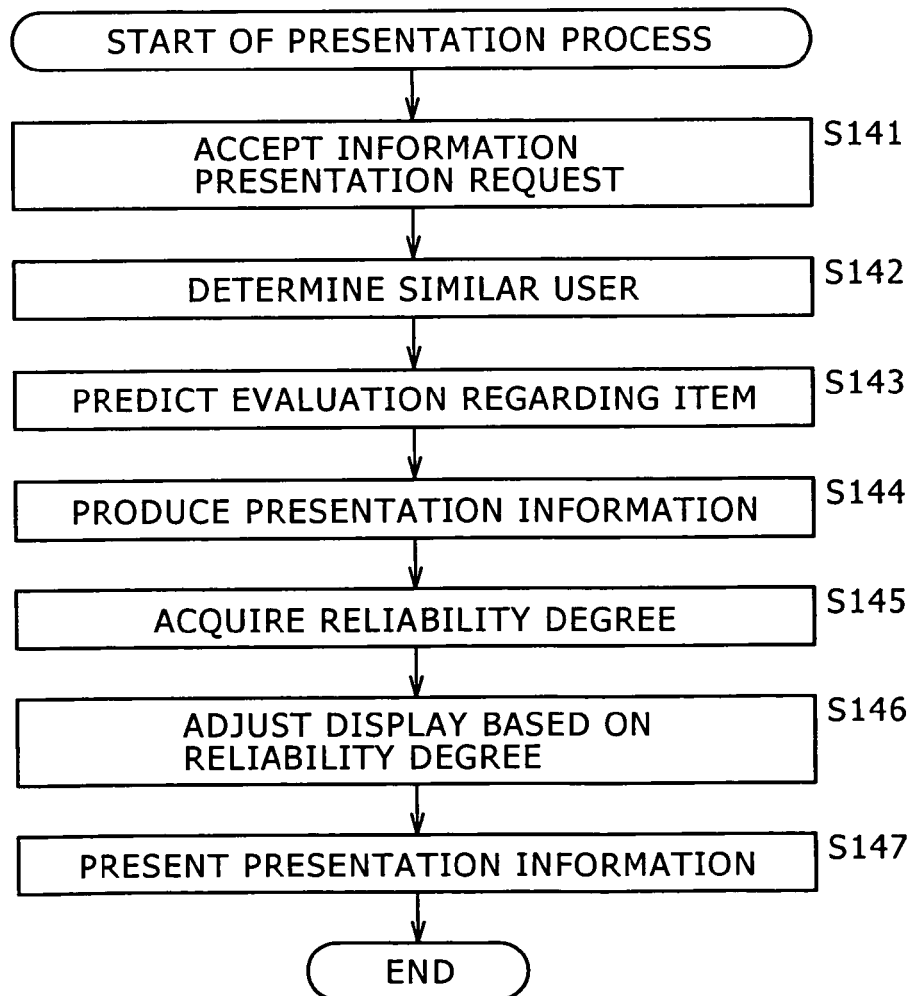 START OF PRESENTATION PROCESS
S141
ACCEPT INFORMATION
PRESENTATION REQUEST
S142
DETERMINE SIMILAR USER
S143
PREDICT EVALUATION REGARDING ITEM
S144
PRODUCE PRESENTATION INFORMATION
S145
ACQUIRE RELIABILITY DEGREE
S146
ADJUST DISPLAY BASED ON
RELIABILITY DEGREE
S147
PRESENT PRESENTATION INFORMATION
END